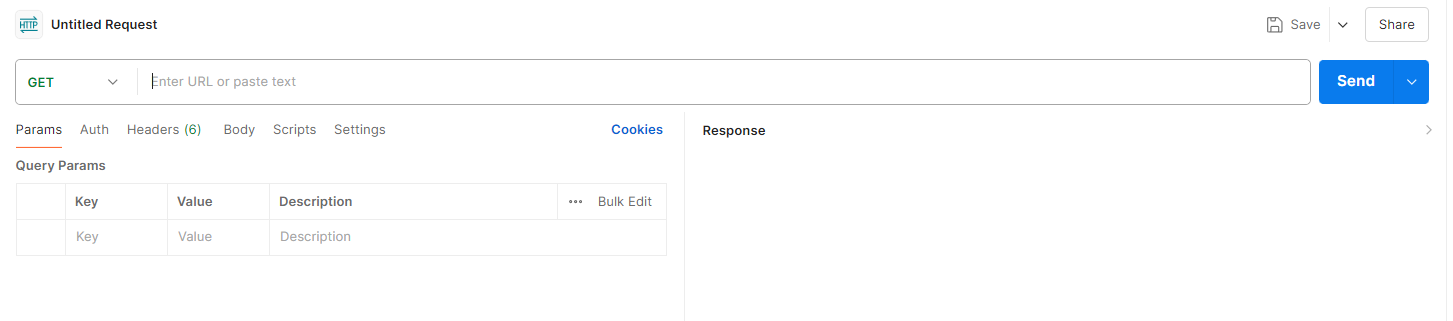 HTTP Untitled Request Save Share
GET Enter URL or paste text Send
Params Auth Headers (6) Body Scripts Settings Cookies Response
Query Params
Key Value Description ••• Bulk Edit
Key Value Description